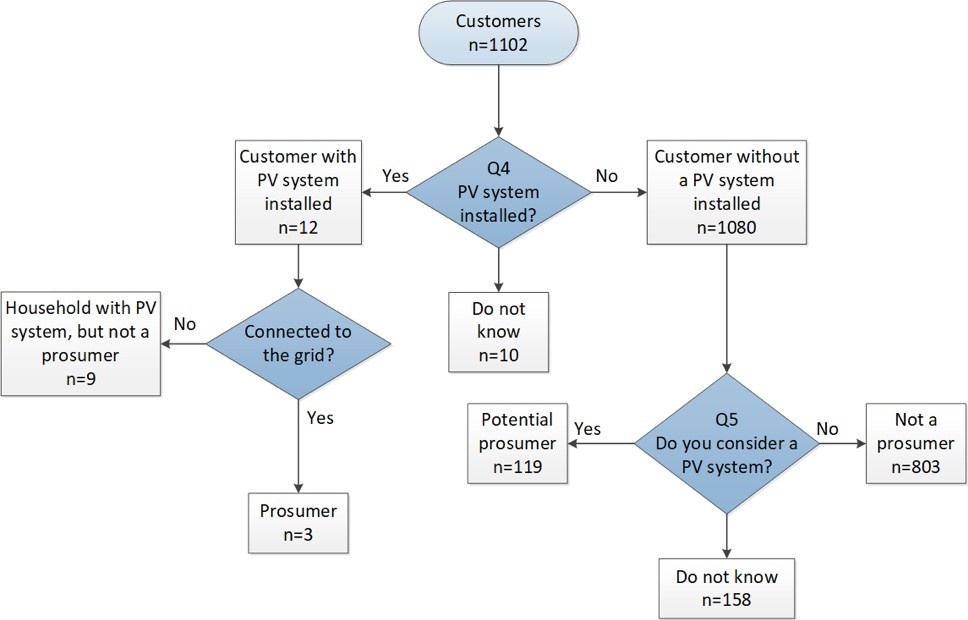 Customers
n=1102
Customer with
PV system
installed
n=12
Yes
Q4
PV system
installed?
No
Customer without
a PV system
installed
n=1080
Household with PV
system, but not a
prosumer
n=9
No
Connected to
the grid?
Do not
know
n=10
Yes
Potential
prosumer
n=119
Yes
Q5
Do you consider a
PV system?
No
Not a
prosumer
n=803
Prosumer
n=3
Do not know
n=158